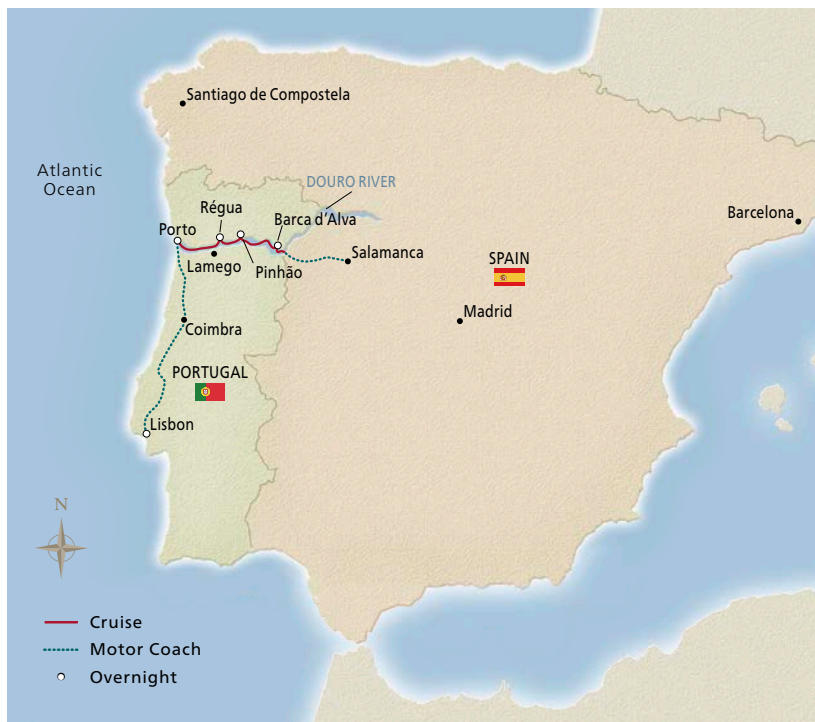 Santiago de Compostela
Atlantic
Ocean
DOURO RIVER
Régua
Barca d'Alva
Porto
Barcelona
Lamego
Pinhão
Salamanca
SPAIN
Madrid
Coimbra
PORTUGAL
Lisbon
N
Cruise
Motor Coach
Overnight